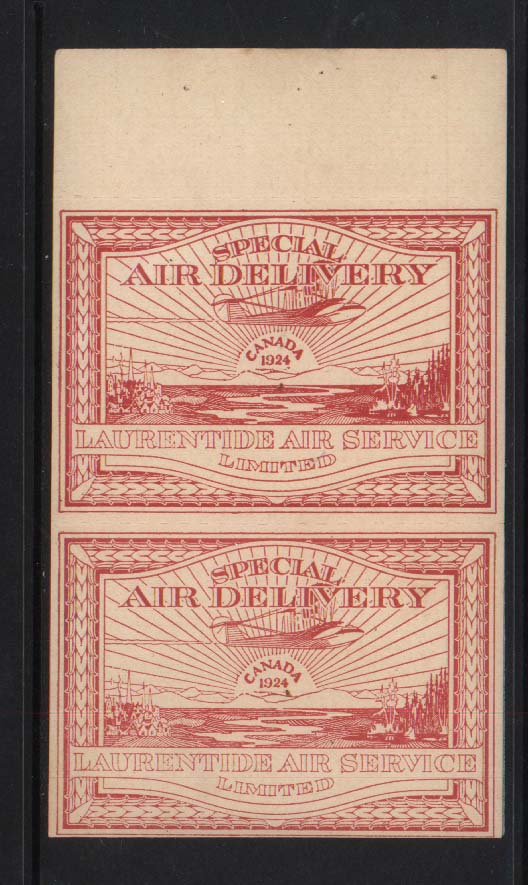 SPECIAL
AIR DELIVERY
CANADA
1924
LAURENTIDE AIR SERVICE
LIMITED
SPECIAL
AIR DELIVERY
CANADA
1924
LAURENTIDE AIR SERVICE
LIMITED